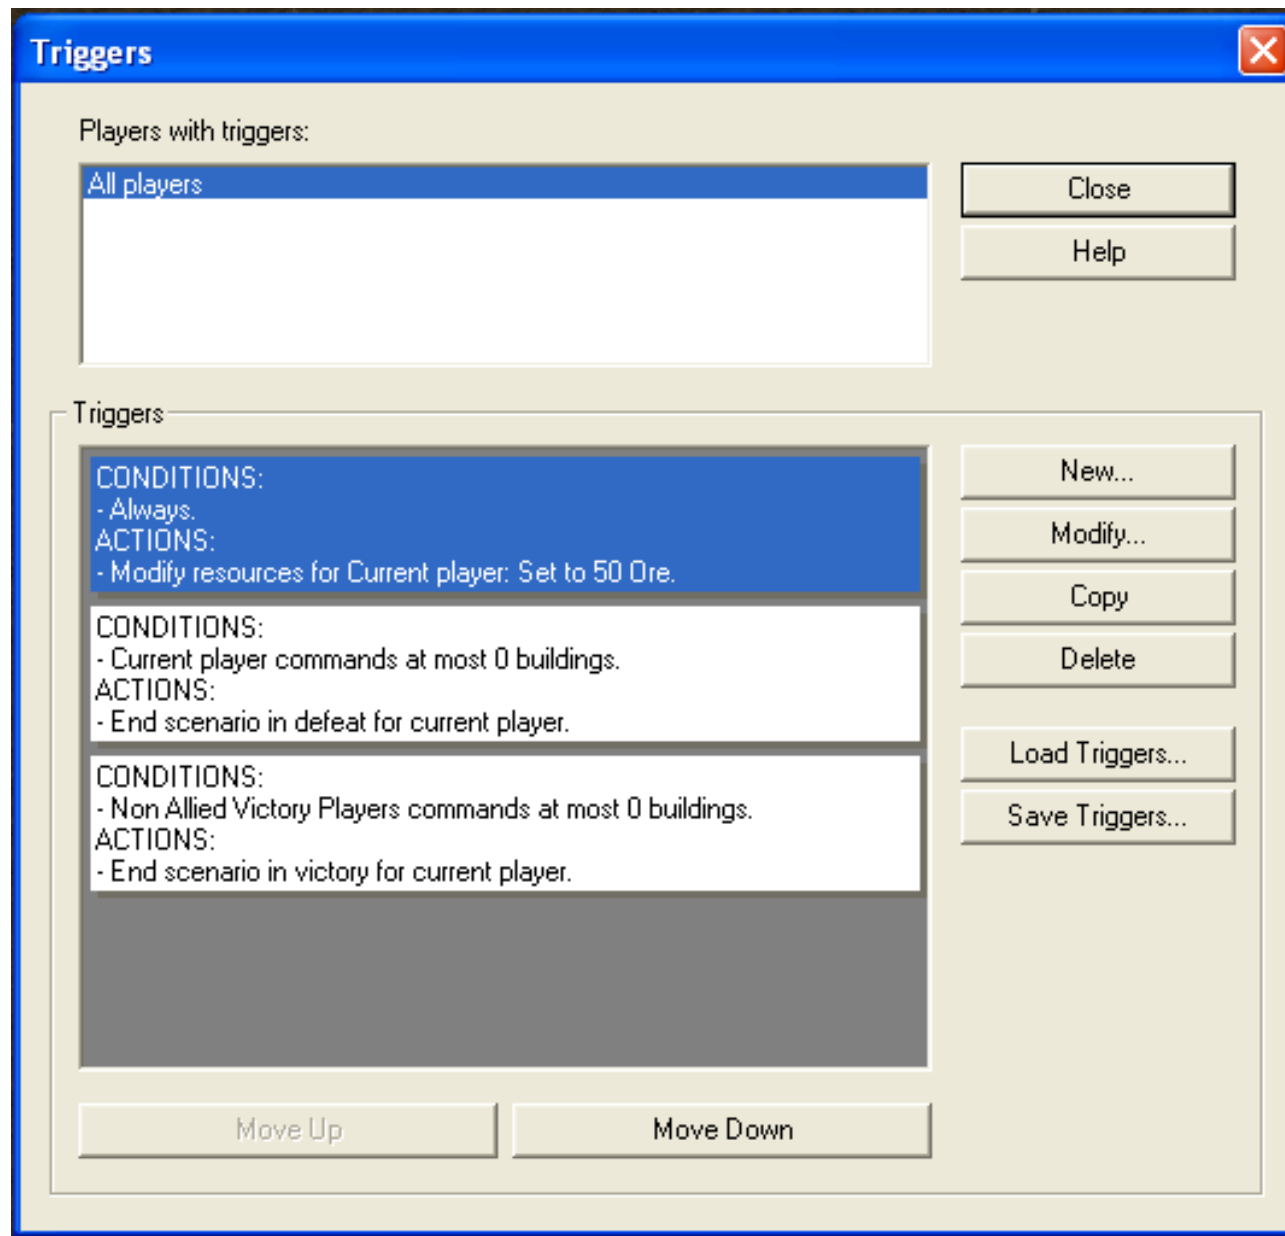 Triggers
Players with triggers:
All players
Close
Help
Triggers
CONDITIONS:
- Always.
ACTIONS:
- Modify resources for Current player: Set to 50 Ore.
CONDITIONS:
- Current player commands at most 0 buildings.
ACTIONS:
- End scenario in defeat for current player.
CONDITIONS:
- Non Allied Victory Players commands at most 0 buildings.
ACTIONS:
- End scenario in victory for current player.
New...
Modify...
Copy
Delete
Load Triggers...
Save Triggers...
Move Up
Move Down